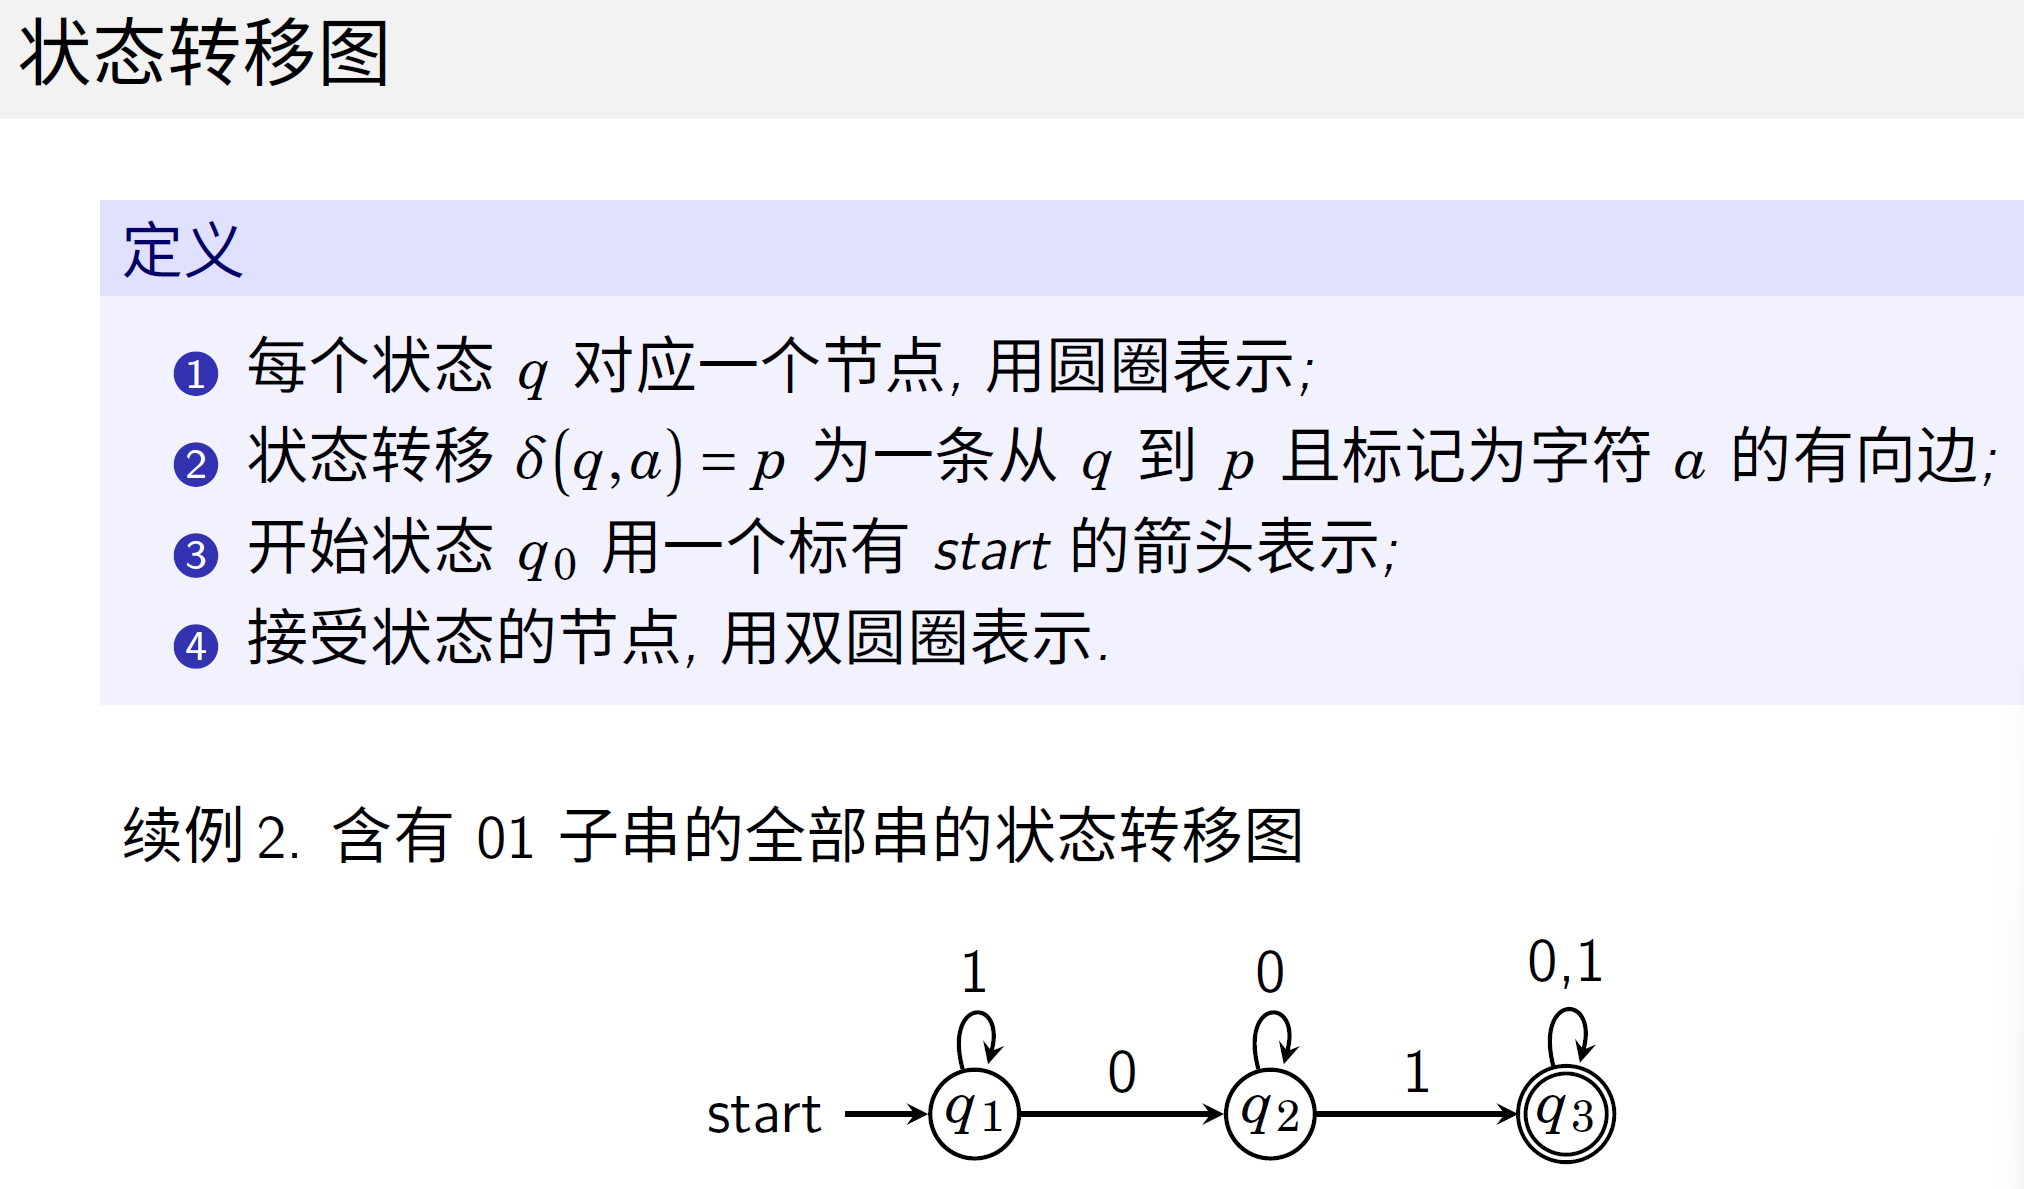 状态转移图
定义
1 每个状态 q 对应一个节点, 用圆圈表示;
2 状态转移 δ(q,a) = p 为一条从 q 到 p 且标记为字符 a 的有向边;
3 开始状态 q₀ 用一个标有 start 的箭头表示;
4 接受状态的节点, 用双圆圈表示.
续例 2. 含有 01 子串的全部串的状态转移图
1 0 0,1
0 1
start q₁ q₂ q₃